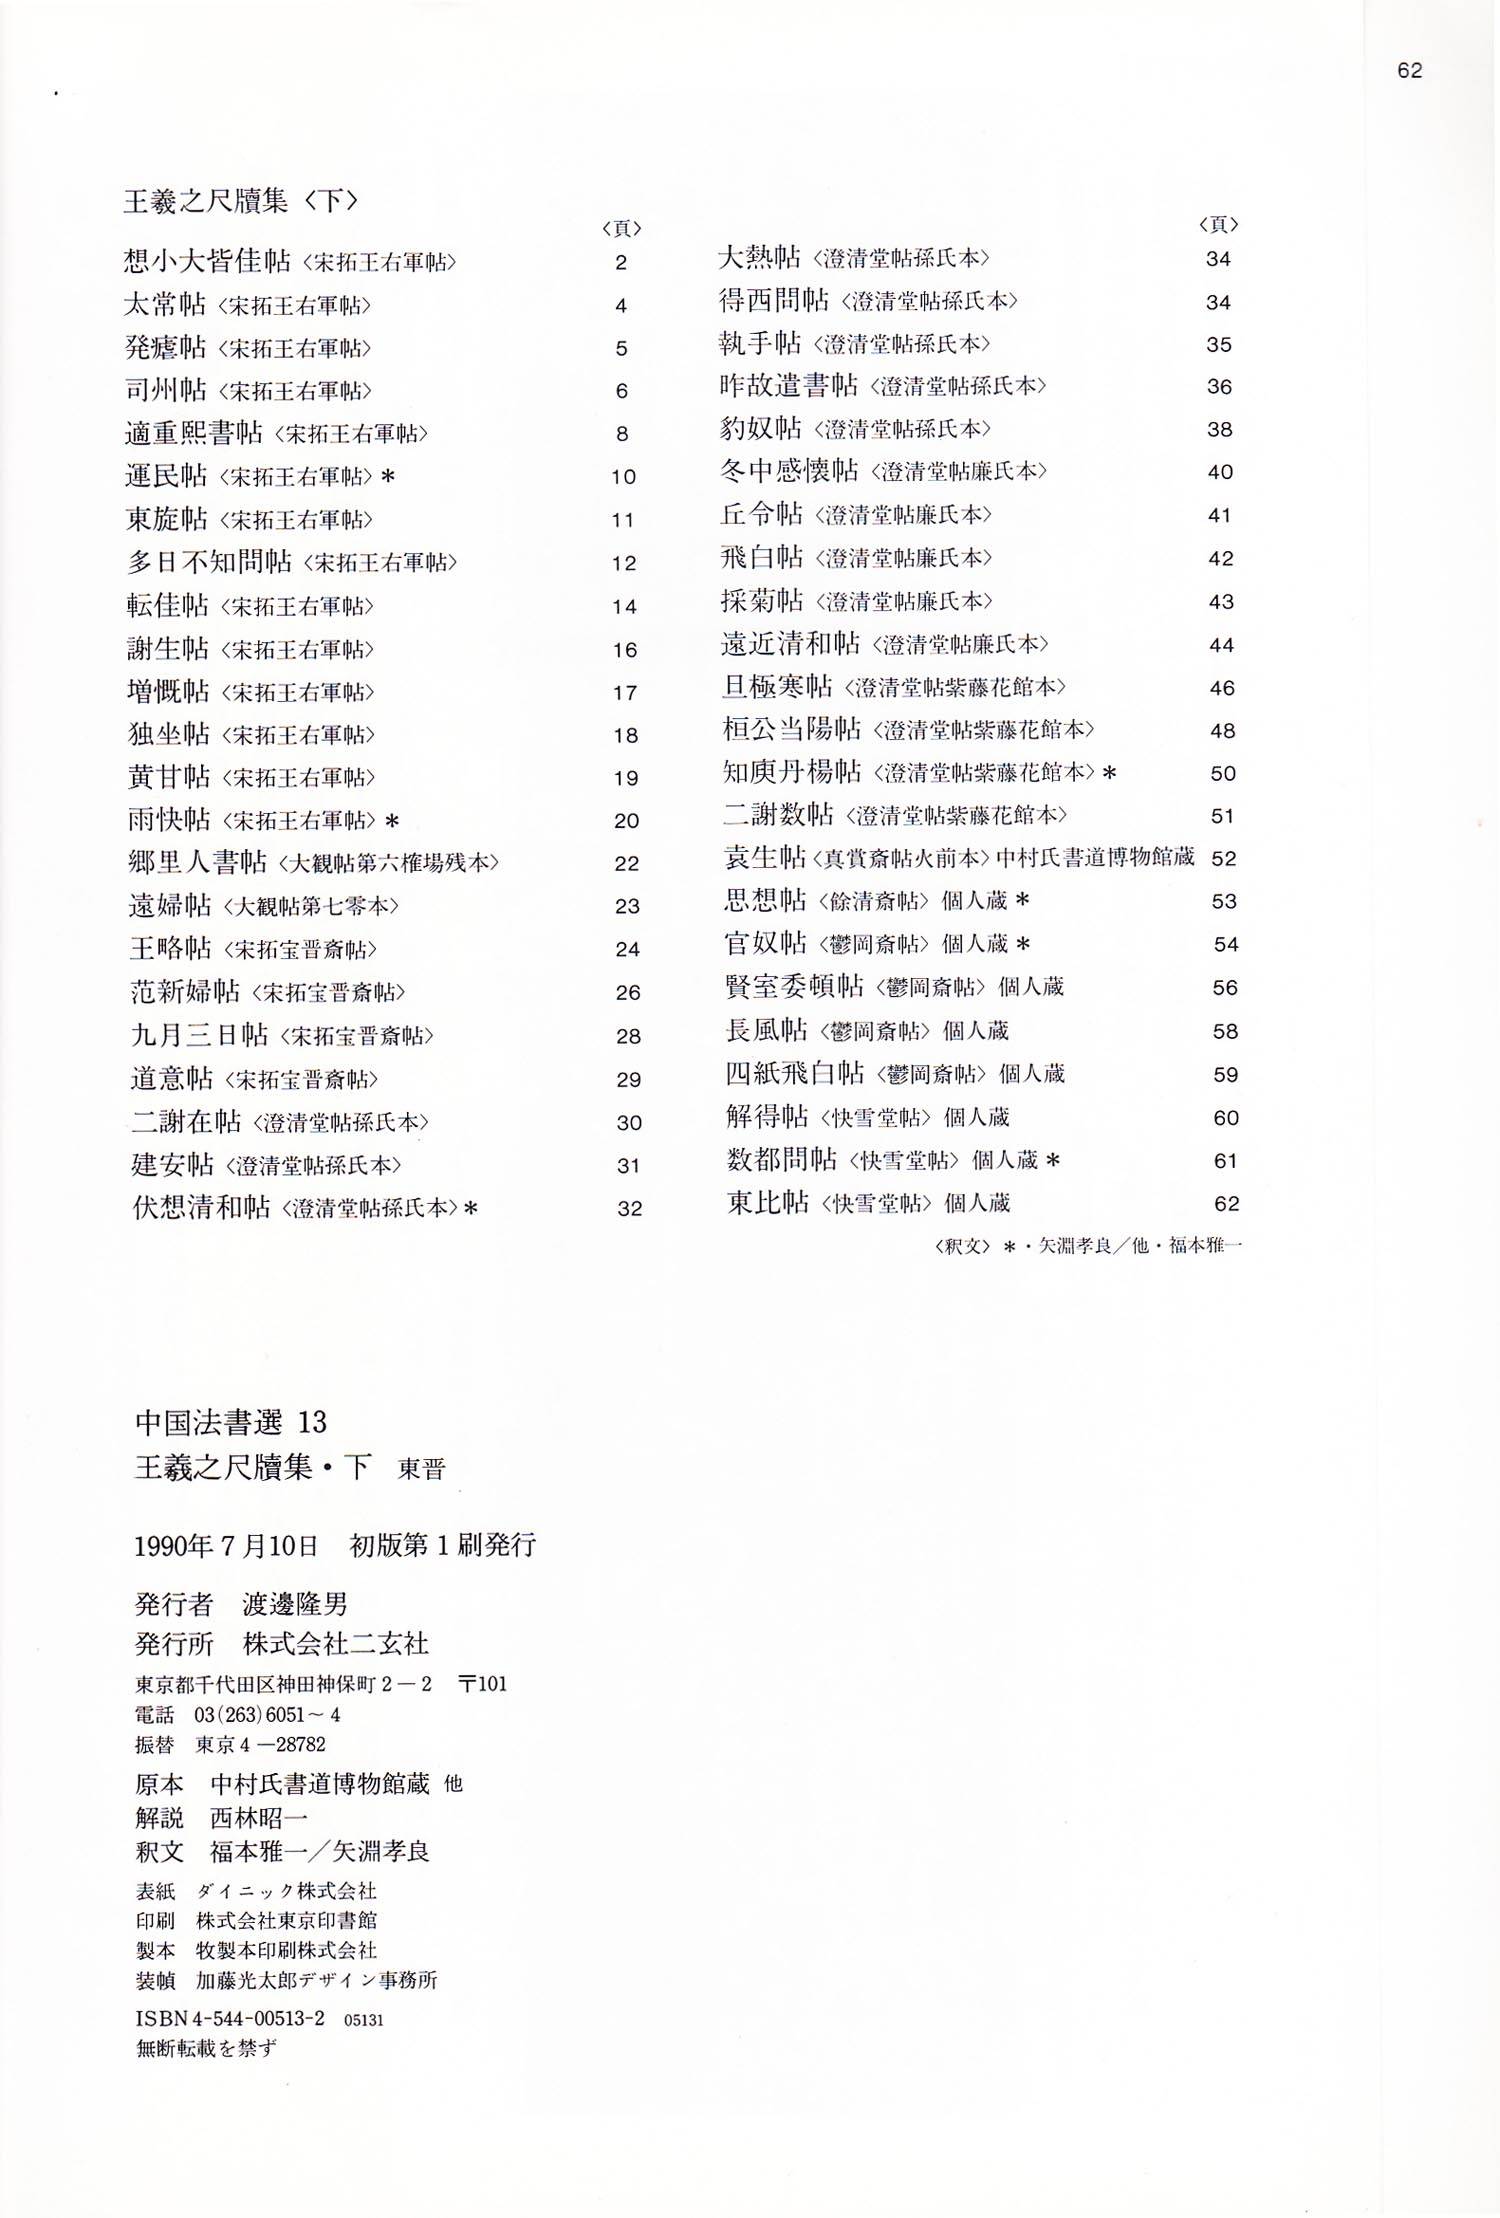 62
王羲之尺牘集〈下〉
〈頁〉
想小大皆佳帖〈宋拓王右軍帖〉 2
太常帖〈宋拓王右軍帖〉 4
発瘧帖〈宋拓王右軍帖〉 5
司州帖〈宋拓王右軍帖〉 6
適重熙書帖〈宋拓王右軍帖〉 8
運民帖〈宋拓王右軍帖〉＊ 10
東旋帖〈宋拓王右軍帖〉 11
多日不知問帖〈宋拓王右軍帖〉 12
転佳帖〈宋拓王右軍帖〉 14
謝生帖〈宋拓王右軍帖〉 16
増慨帖〈宋拓王右軍帖〉 17
独坐帖〈宋拓王右軍帖〉 18
黄甘帖〈宋拓王右軍帖〉 19
雨快帖〈宋拓王右軍帖〉＊ 20
郷里人書帖〈大観帖第六榷場残本〉 22
遠婦帖〈大観帖第七零本〉 23
王略帖〈宋拓宝晋斎帖〉 24
范新婦帖〈宋拓宝晋斎帖〉 26
九月三日帖〈宋拓宝晋斎帖〉 28
道意帖〈宋拓宝晋斎帖〉 29
二謝在帖〈澄清堂帖孫氏本〉 30
建安帖〈澄清堂帖孫氏本〉 31
伏想清和帖〈澄清堂帖孫氏本〉＊ 32
〈頁〉
大熱帖〈澄清堂帖孫氏本〉 34
得西問帖〈澄清堂帖孫氏本〉 34
執手帖〈澄清堂帖孫氏本〉 35
昨故遣書帖〈澄清堂帖孫氏本〉 36
豹奴帖〈澄清堂帖孫氏本〉 38
冬中感懐帖〈澄清堂帖廉氏本〉 40
丘令帖〈澄清堂帖廉氏本〉 41
飛白帖〈澄清堂帖廉氏本〉 42
採菊帖〈澄清堂帖廉氏本〉 43
遠近清和帖〈澄清堂帖廉氏本〉 44
旦極寒帖〈澄清堂帖紫藤花館本〉 46
桓公当陽帖〈澄清堂帖紫藤花館本〉 48
知庾丹楊帖〈澄清堂帖紫藤花館本〉＊ 50
二謝数帖〈澄清堂帖紫藤花館本〉 51
袁生帖〈真賞斎帖火前本〉中村氏書道博物館蔵 52
思想帖〈餘清斎帖〉個人蔵＊ 53
官奴帖〈鬱岡斎帖〉個人蔵＊ 54
賢室委頓帖〈鬱岡斎帖〉個人蔵 56
長風帖〈鬱岡斎帖〉個人蔵 58
四紙飛白帖〈鬱岡斎帖〉個人蔵 59
解得帖〈快雪堂帖〉個人蔵 60
数都問帖〈快雪堂帖〉個人蔵＊ 61
東比帖〈快雪堂帖〉個人蔵 62
〈釈文〉＊・矢淵孝良／他・福本雅一
中国法書選 13
王羲之尺牘集・下　東晋
1990年7月10日　初版第1刷発行
発行者　渡邊隆男
発行所　株式会社二玄社
東京都千代田区神田神保町2－2　〒101
電話　03(263)6051～4
振替　東京4－28782
原本　中村氏書道博物館蔵 他
解説　西林昭一
釈文　福本雅一／矢淵孝良
表紙　ダイニック株式会社
印刷　株式会社東京印書館
製本　牧製本印刷株式会社
装幀　加藤光太郎デザイン事務所
ISBN4-544-00513-2　05131
無断転載を禁ず